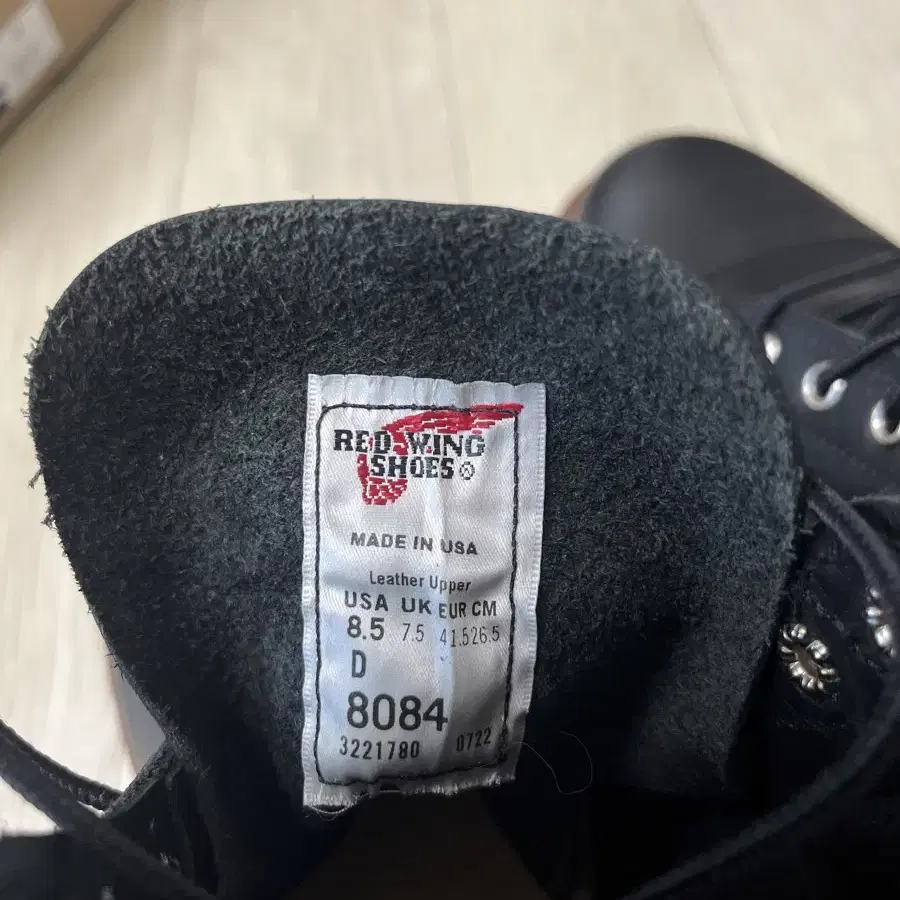 RED WING
SHOES®
MADE IN USA
Leather Upper
USA UK EUR CM
8.5 7.5 41.5 26.5
D
8084
3221780 0722